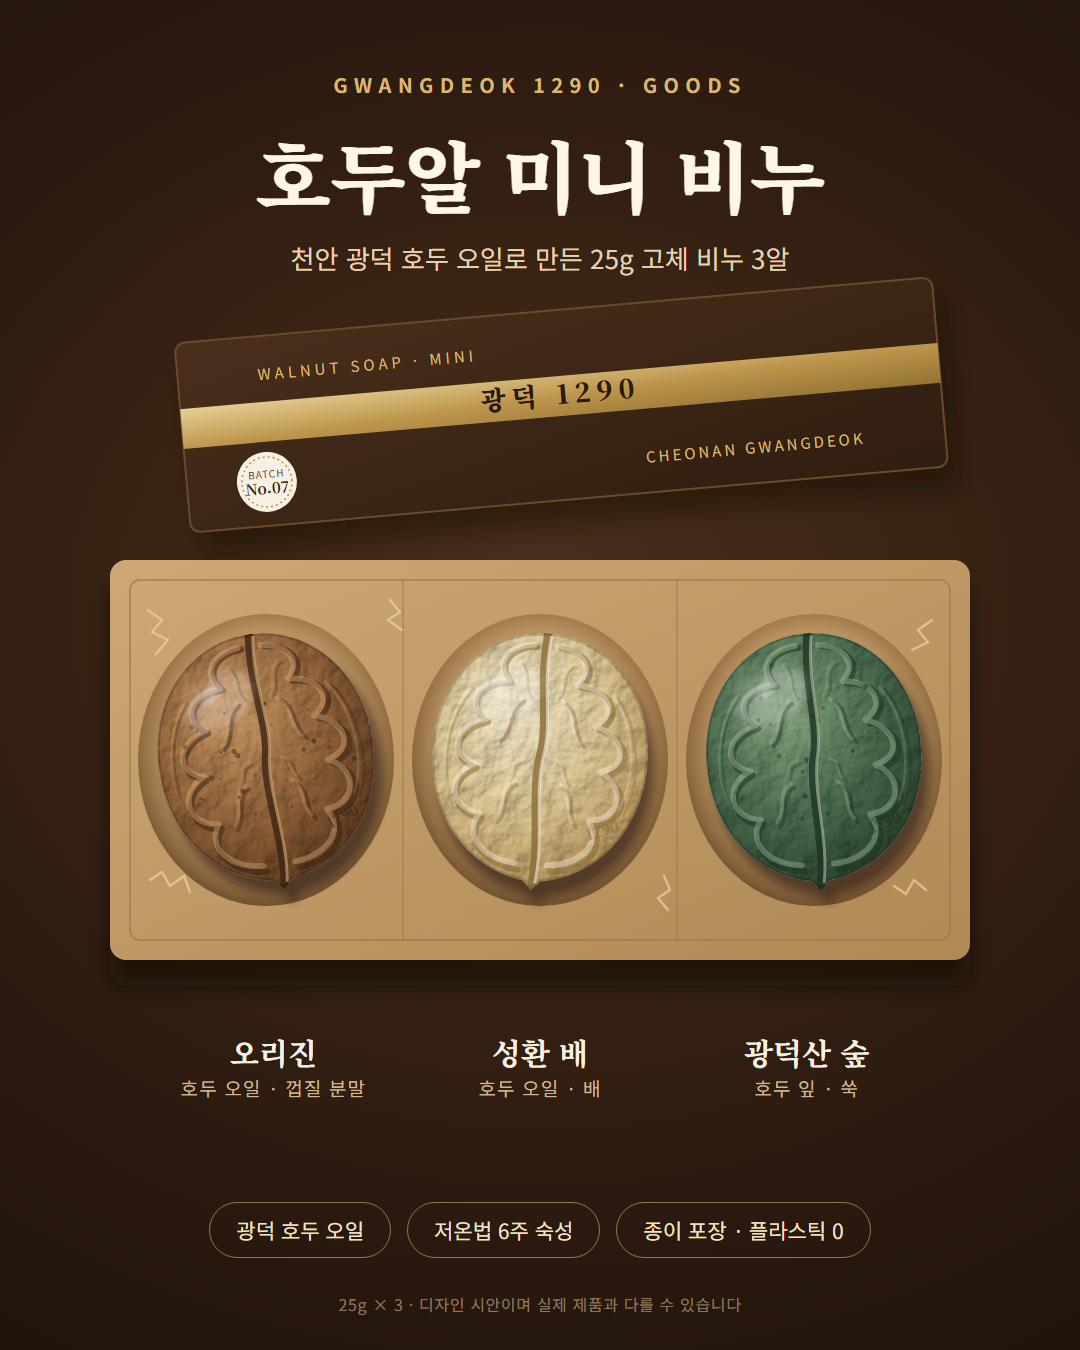 GWANGDEOK 1290 · GOODS
호두알 미니 비누
천안 광덕 호두 오일로 만든 25g 고체 비누 3알
WALNUT SOAP · MINI
광덕 1290
CHEONAN GWANGDEOK
BATCH
No.07
오리진
호두 오일 · 껍질 분말
성환 배
호두 오일 · 배
광덕산 숲
호두 잎 · 쑥
광덕 호두 오일
저온법 6주 숙성
종이 포장 · 플라스틱 0
25g × 3 · 디자인 시안이며 실제 제품과 다를 수 있습니다